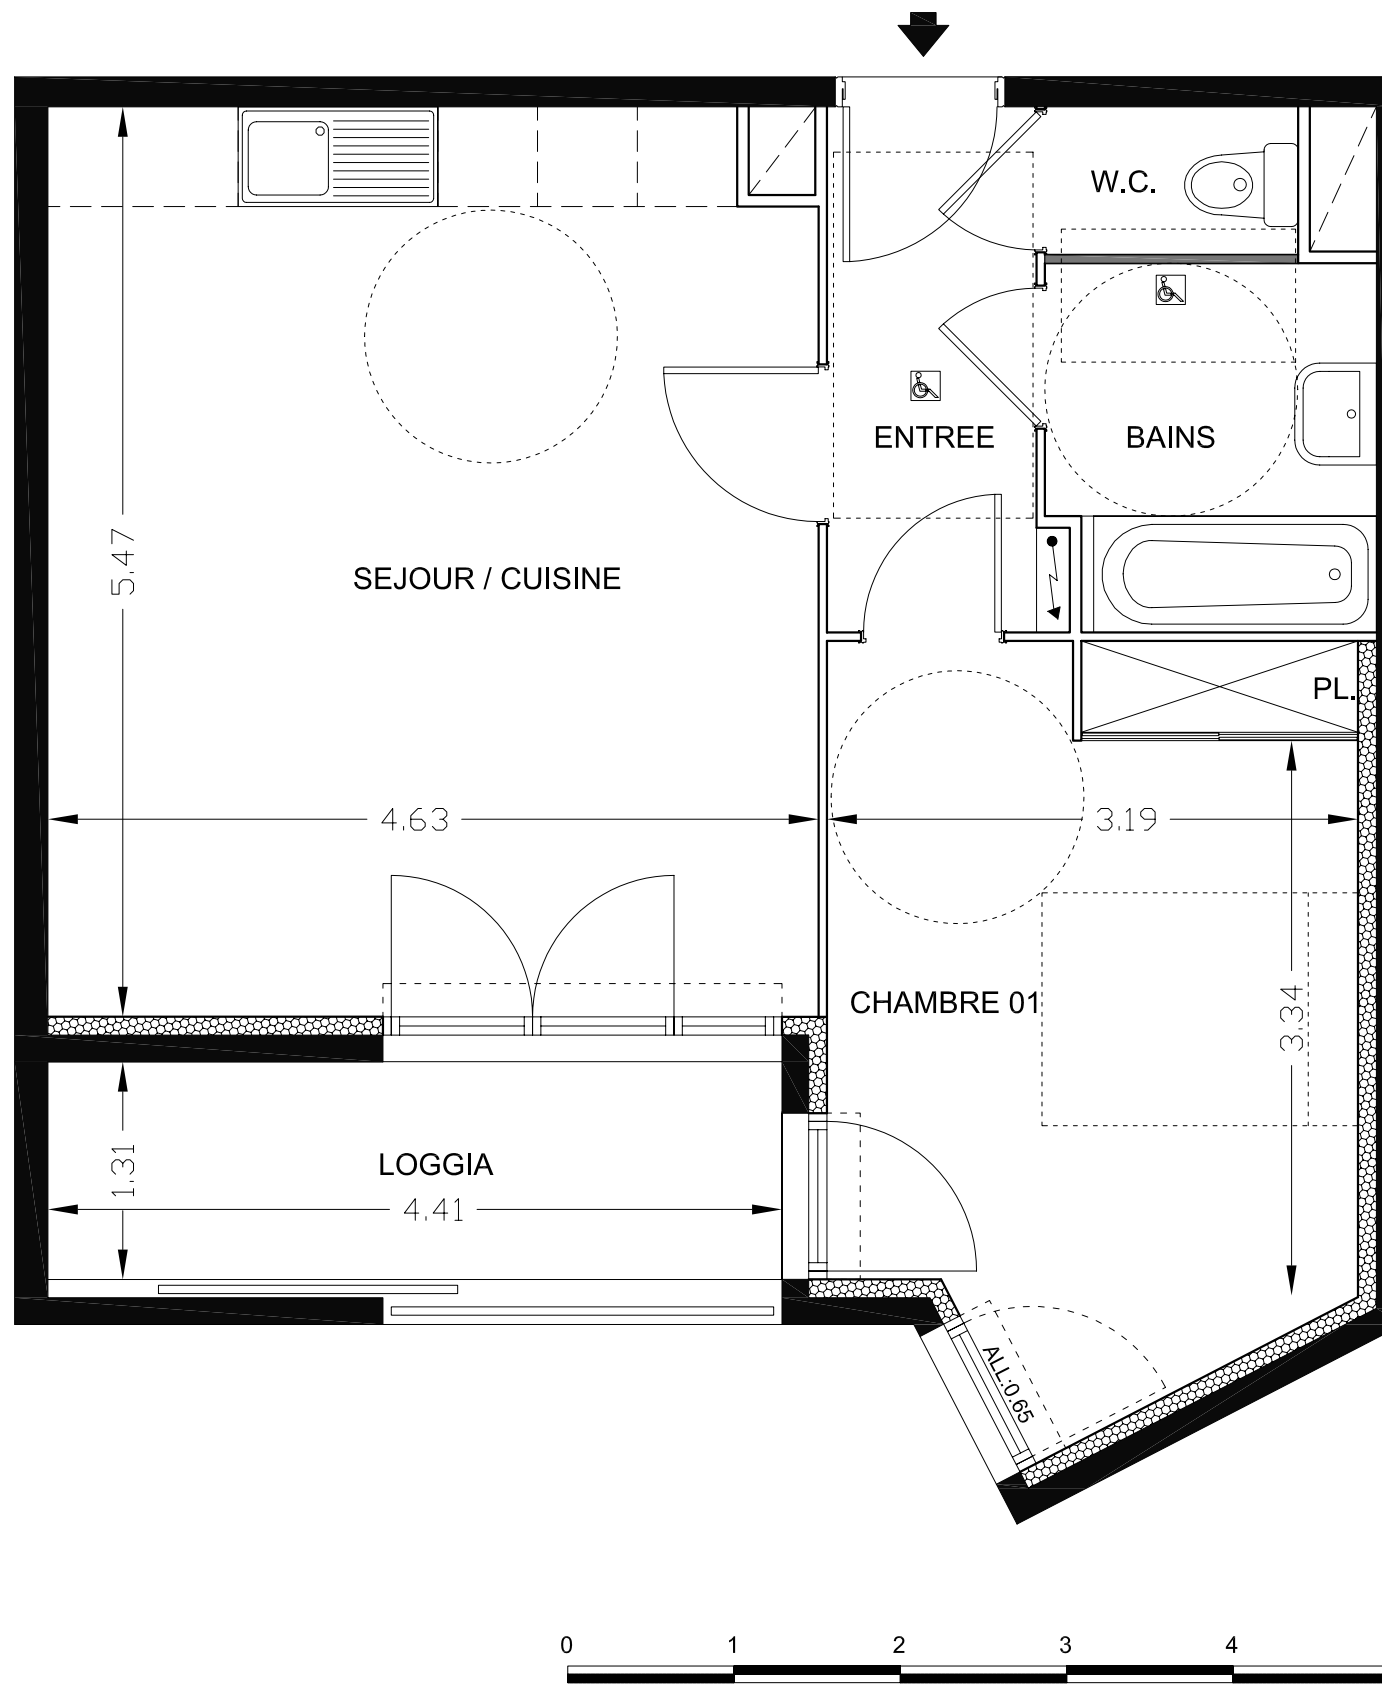 W.C.
ENTREE
BAINS
5.47
SEJOUR / CUISINE
PL.
4.63
3.19
CHAMBRE 01
3.34
1.31
LOGGIA
4.41
ALL:0.65
0 1 2 3 4